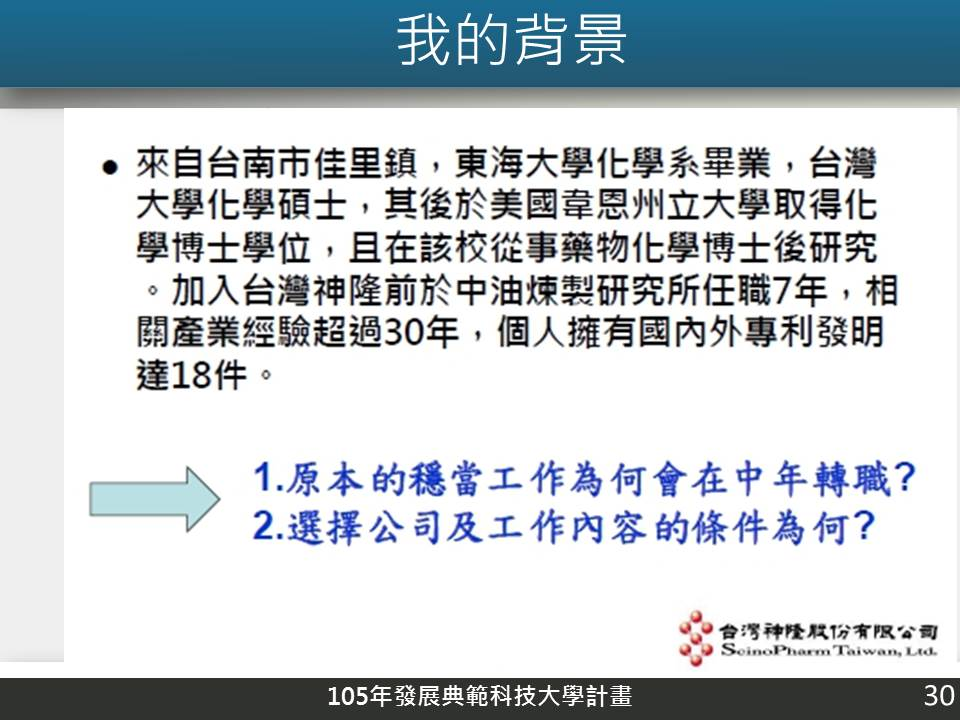 我的背景
● 來自台南市佳里鎮，東海大學化學系畢業，台灣
大學化學碩士，其後於美國韋恩州立大學取得化
學博士學位，且在該校從事藥物化學博士後研究
。加入台灣神隆前於中油煉製研究所任職7年，相
關產業經驗超過30年，個人擁有國內外專利發明
達18件。
1.原本的穩當工作為何會在中年轉職?
2.選擇公司及工作內容的條件為何?
台灣神隆股份有限公司
ScinoPharm Taiwan, Ltd.
105年發展典範科技大學計畫
30